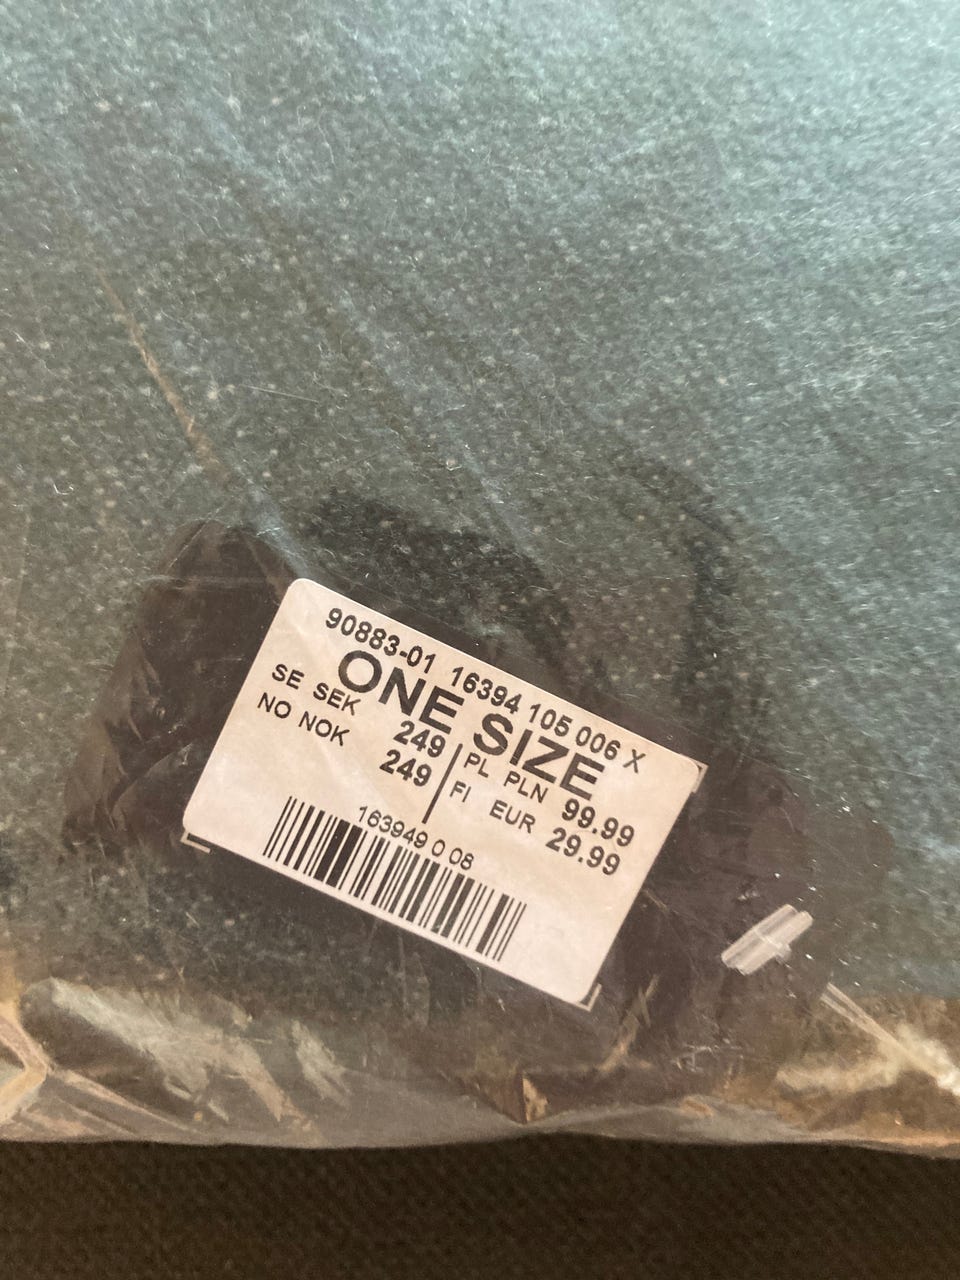 90883-01 16394 105 006 X
ONE SIZE
SE SEK 249
NO NOK 249
PL PLN 99.99
FI EUR 29.99
163949 0 08